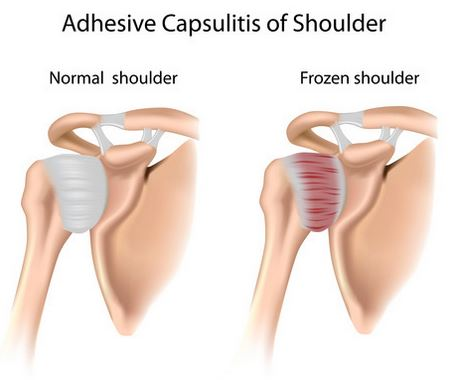 Adhesive Capsulitis of Shoulder
Normal shoulder
Frozen shoulder